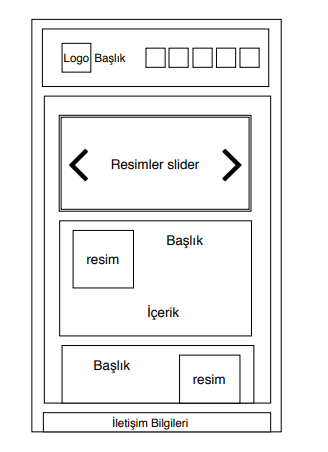 Logo Başlık
Resimler slider
Başlık
resim
İçerik
Başlık
resim
İletişim Bilgileri